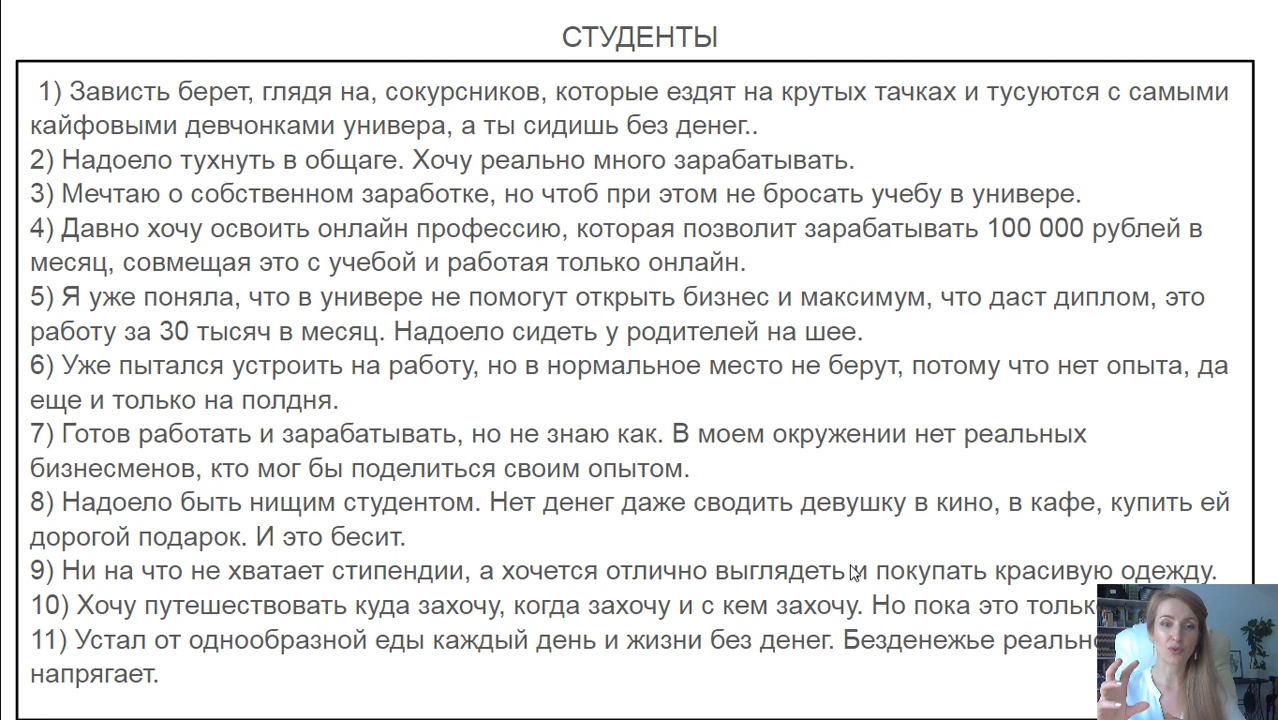 СТУДЕНТЫ
1) Зависть берет, глядя на, сокурсников, которые ездят на крутых тачках и тусуются с самыми
кайфовыми девчонками универа, а ты сидишь без денег..
2) Надоело тухнуть в общаге. Хочу реально много зарабатывать.
3) Мечтаю о собственном заработке, но чтоб при этом не бросать учебу в универе.
4) Давно хочу освоить онлайн профессию, которая позволит зарабатывать 100 000 рублей в
месяц, совмещая это с учебой и работая только онлайн.
5) Я уже поняла, что в универе не помогут открыть бизнес и максимум, что даст диплом, это
работу за 30 тысяч в месяц. Надоело сидеть у родителей на шее.
6) Уже пытался устроить на работу, но в нормальное место не берут, потому что нет опыта, да
еще и только на полдня.
7) Готов работать и зарабатывать, но не знаю как. В моем окружении нет реальных
бизнесменов, кто мог бы поделиться своим опытом.
8) Надоело быть нищим студентом. Нет денег даже сводить девушку в кино, в кафе, купить ей
дорогой подарок. И это бесит.
9) Ни на что не хватает стипендии, а хочется отлично выглядеть и покупать красивую одежду.
10) Хочу путешествовать куда захочу, когда захочу и с кем захочу. Но пока это
11) Устал от однообразной еды каждый день и жизни без денег. Безденежье
напрягает.